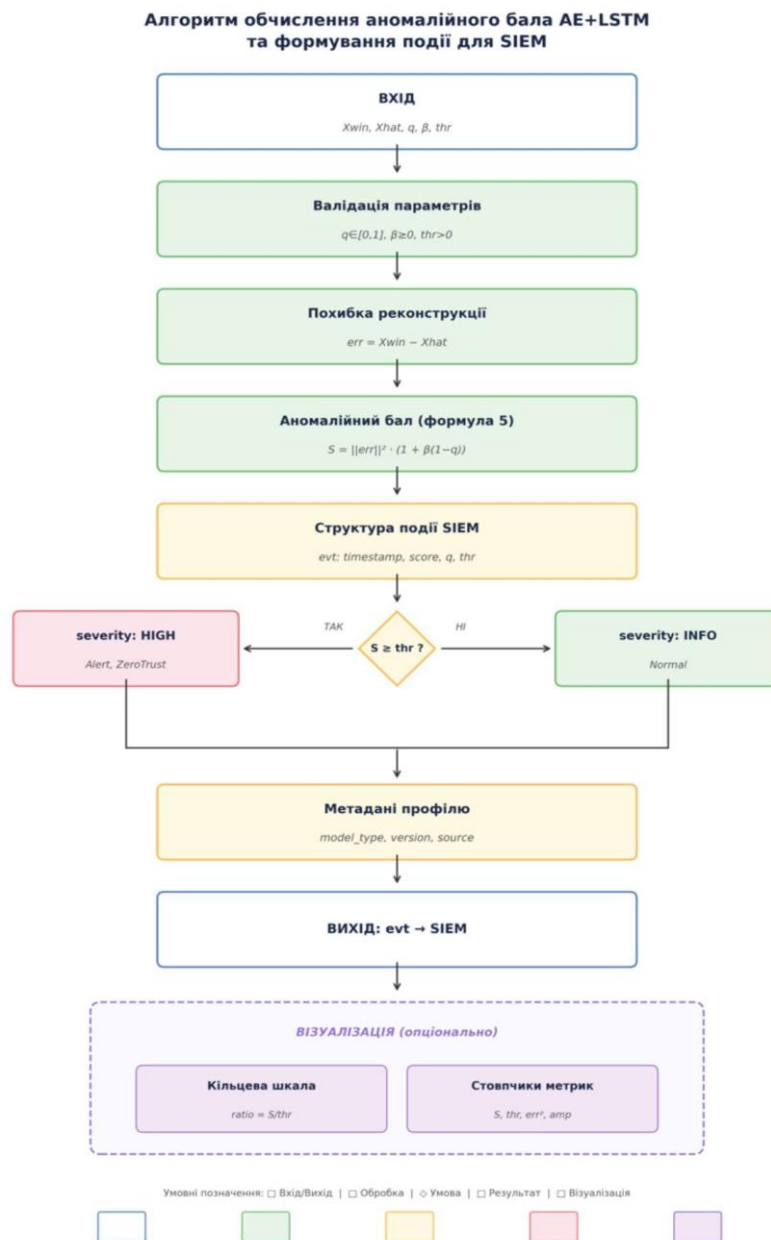 Алгоритм обчислення аномалійного бала AE+LSTM
та формування події для SIEM
ВХІД
Xwin, Xhat, q, β, thr
Валідація параметрів
q∈[0,1], β≥0, thr>0
Похибка реконструкції
err = Xwin − Xhat
Аномалійний бал (формула 5)
S = ||err||² · (1 + β(1−q))
Структура події SIEM
evt: timestamp, score, q, thr
severity: HIGH
Alert, ZeroTrust
ТАК
S ≥ thr ?
НІ
severity: INFO
Normal
Метадані профілю
model_type, version, source
ВИХІД: evt → SIEM
ВІЗУАЛІЗАЦІЯ (опціонально)
Кільцева шкала
ratio = S/thr
Стовпчики метрик
S, thr, err², amp
Умовні позначення: □ Вхід/Вихід | □ Обробка | ◇ Умова | □ Результат | □ Візуалізація